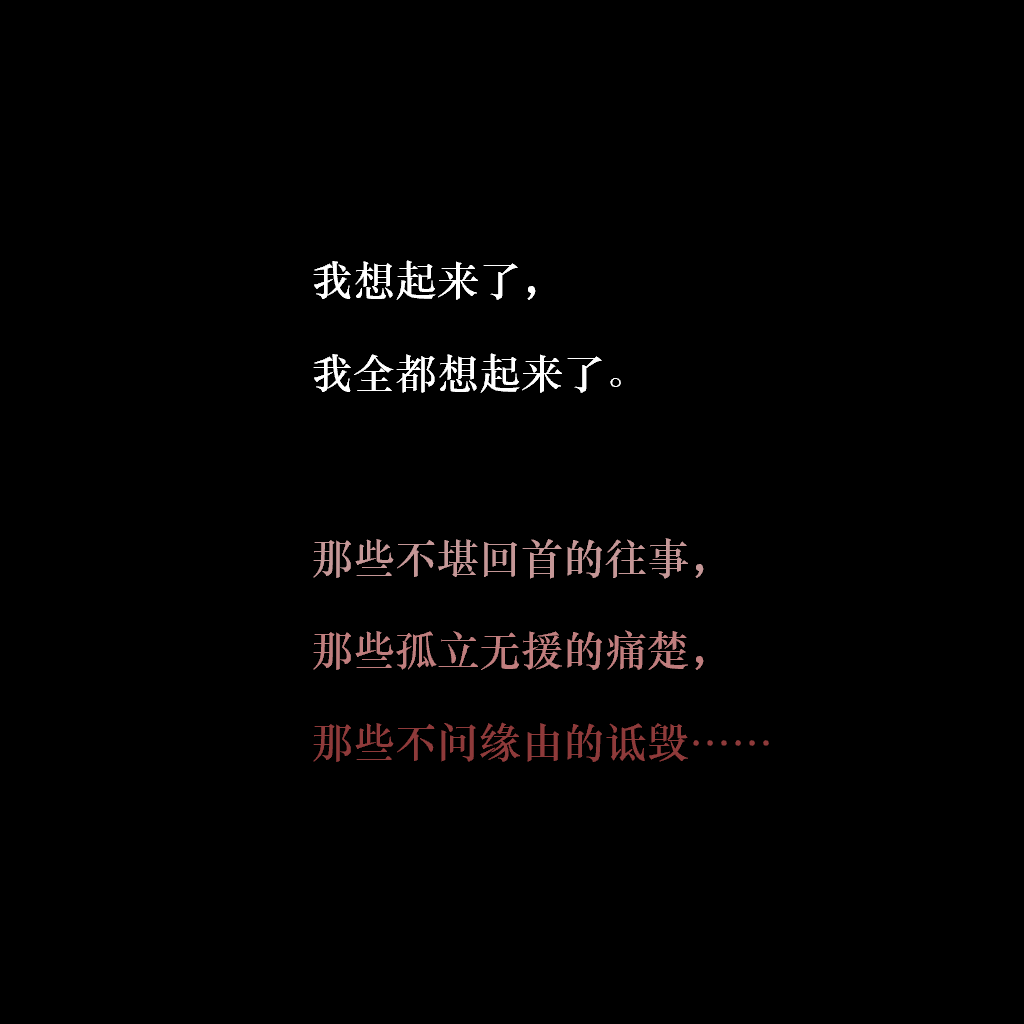 我想起来了，
我全都想起来了。
那些不堪回首的往事，
那些孤立无援的痛楚，
那些不问缘由的诋毁……